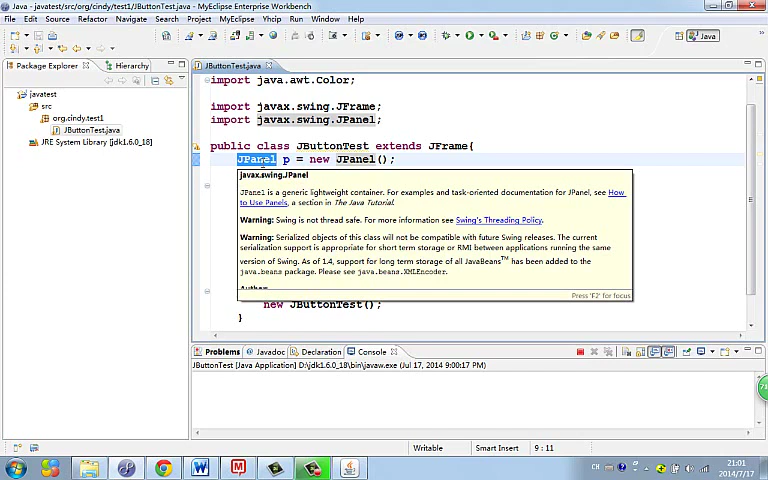 Java - javatest/src/org/cindy/test1/JButtonTest.java - MyEclipse Enterprise Workbench
File Edit Source Refactor Navigate Search Project MyEclipse Yhcip Run Window Help
Java
Package Explorer Hierarchy
JButtonTest.java
javatest
src
org.cindy.test1
JButtonTest.java
JRE System Library [jdk1.6.0_18]
import java.awt.Color;
import javax.swing.JFrame;
import javax.swing.JPanel;
public class JButtonTest extends JFrame{
JPanel p = new JPanel();
javax.swing.JPanel
JPanel is a generic lightweight container. For examples and task-oriented documentation for JPanel, see How
to Use Panels, a section in The Java Tutorial.
Warning: Swing is not thread safe. For more information see Swing's Threading Policy.
Warning: Serialized objects of this class will not be compatible with future Swing releases. The current
serialization support is appropriate for short term storage or RMI between applications running the same
version of Swing. As of 1.4, support for long term storage of all JavaBeans™ has been added to the
java.beans package. Please see java.beans.XMLEncoder.
Press 'F2' for focus
new JButtonTest();
}
Problems Javadoc Declaration Console
JButtonTest [Java Application] D:\jdk1.6.0_18\bin\javaw.exe (Jul 17, 2014 9:00:17 PM)
Writable Smart Insert 9 : 11
CH
21:01
2014/7/17